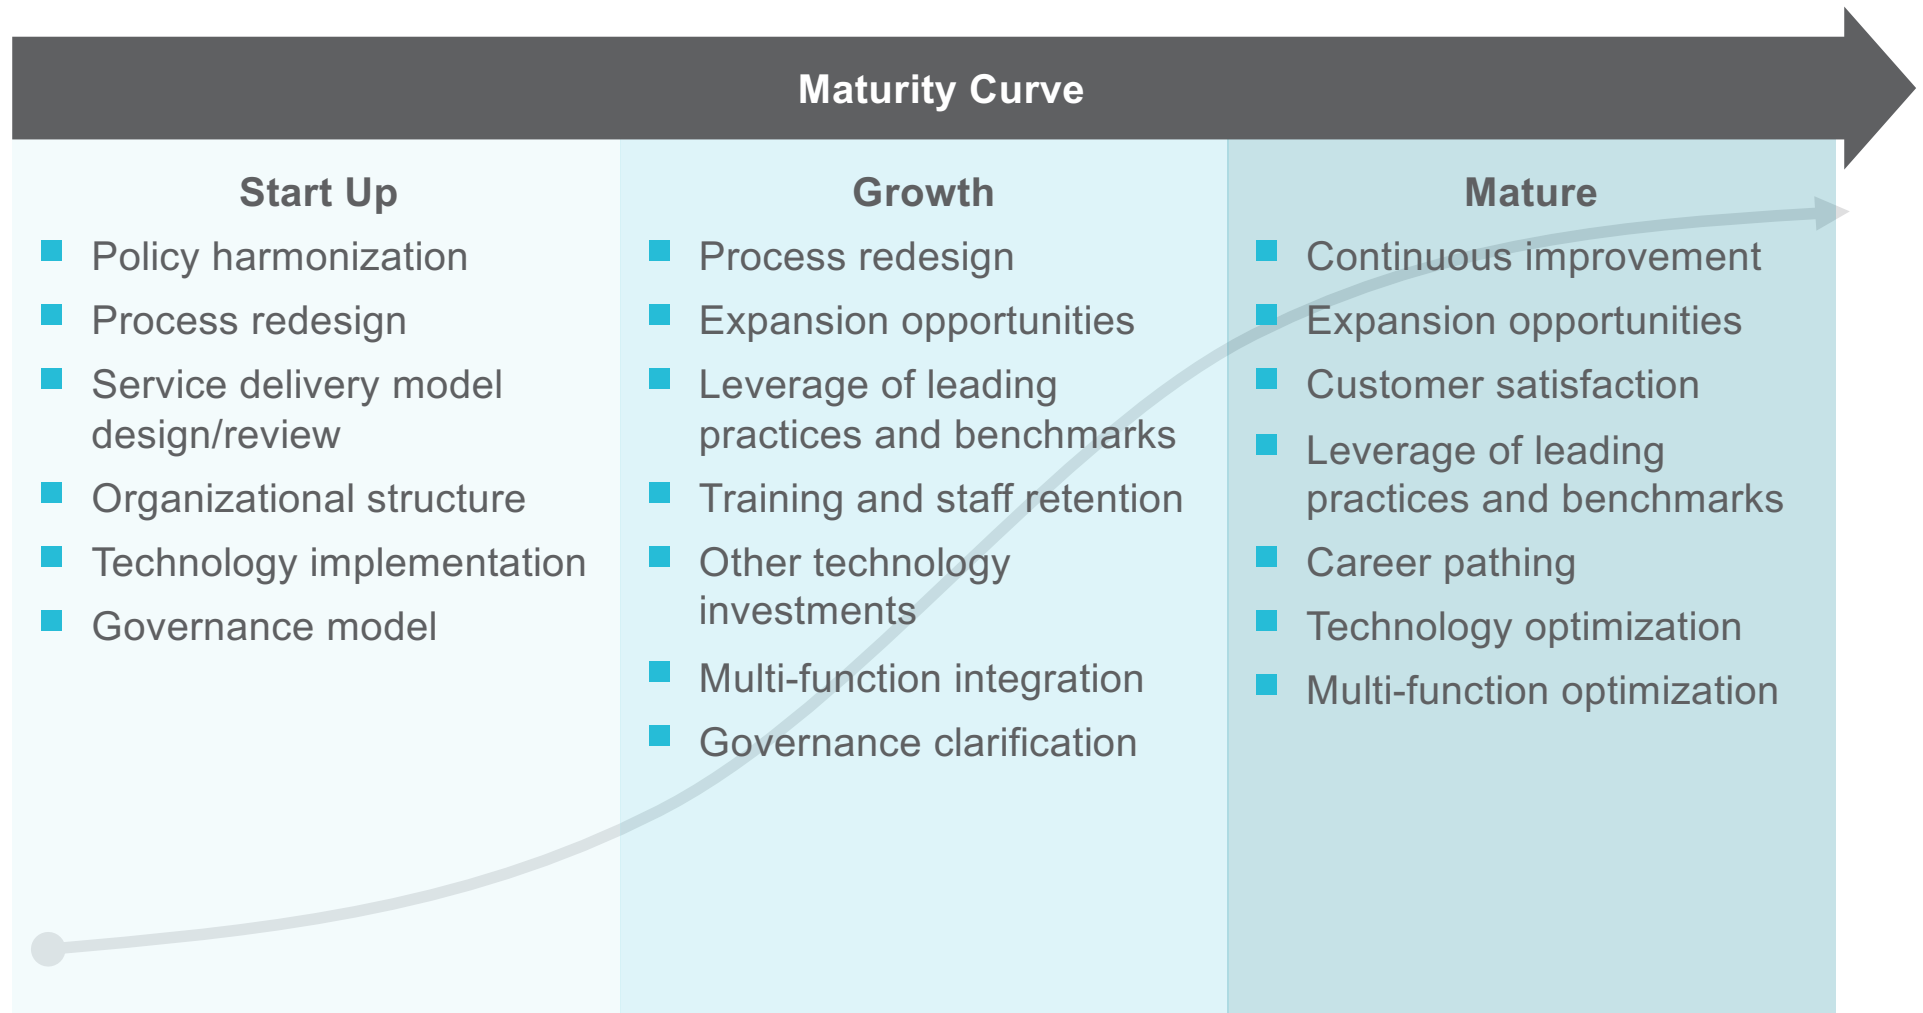 Maturity Curve
Start Up
Policy harmonization
Process redesign
Service delivery model
design/review
Organizational structure
Technology implementation
Governance model
Growth
Process redesign
Expansion opportunities
Leverage of leading
practices and benchmarks
Training and staff retention
Other technology
investments
Multi-function integration
Governance clarification
Mature
Continuous improvement
Expansion opportunities
Customer satisfaction
Leverage of leading
practices and benchmarks
Career pathing
Technology optimization
Multi-function optimization